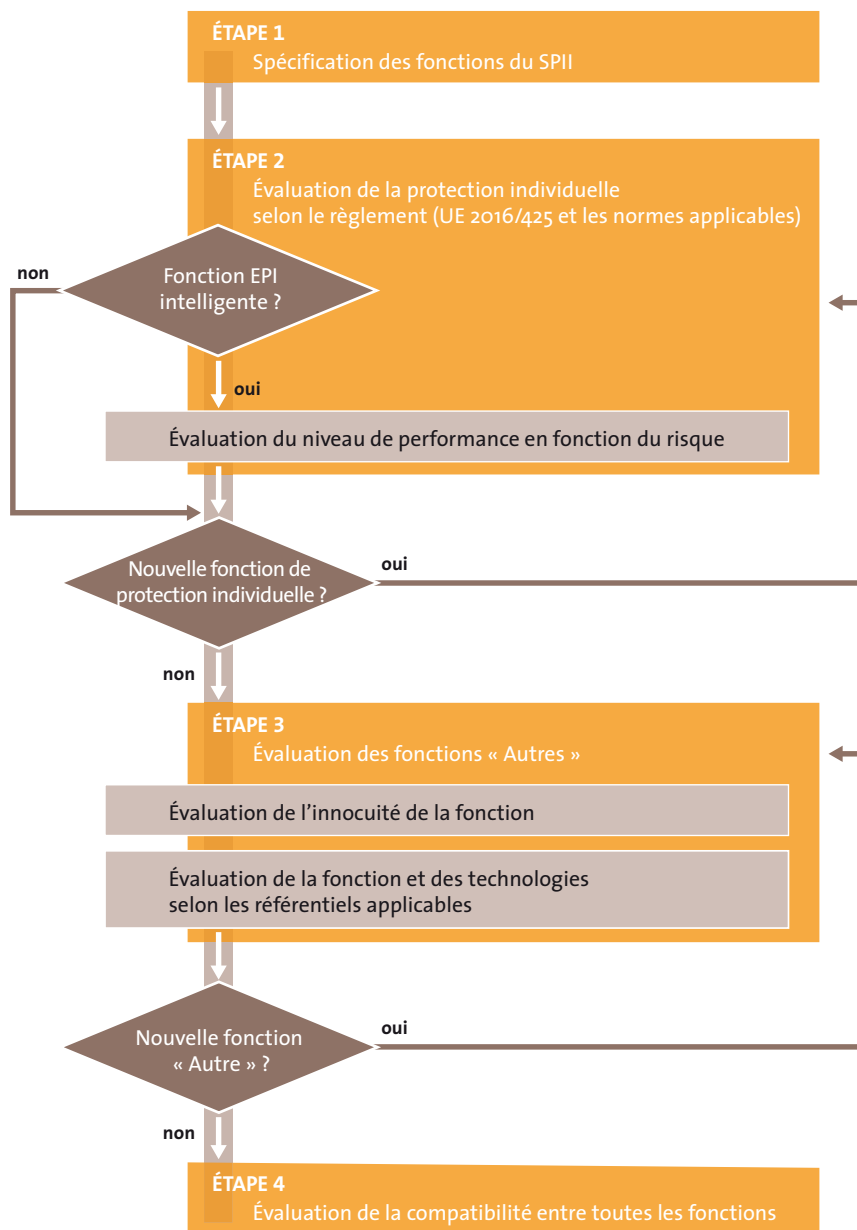 ÉTAPE 1
Spécification des fonctions du SPII
ÉTAPE 2
Évaluation de la protection individuelle
selon le règlement (UE 2016/425 et les normes applicables)
non
Fonction EPI
intelligente ?
oui
Évaluation du niveau de performance en fonction du risque
Nouvelle fonction de
protection individuelle ?
oui
non
ÉTAPE 3
Évaluation des fonctions « Autres »
Évaluation de l’innocuité de la fonction
Évaluation de la fonction et des technologies
selon les référentiels applicables
Nouvelle fonction
« Autre » ?
oui
non
ÉTAPE 4
Évaluation de la compatibilité entre toutes les fonctions